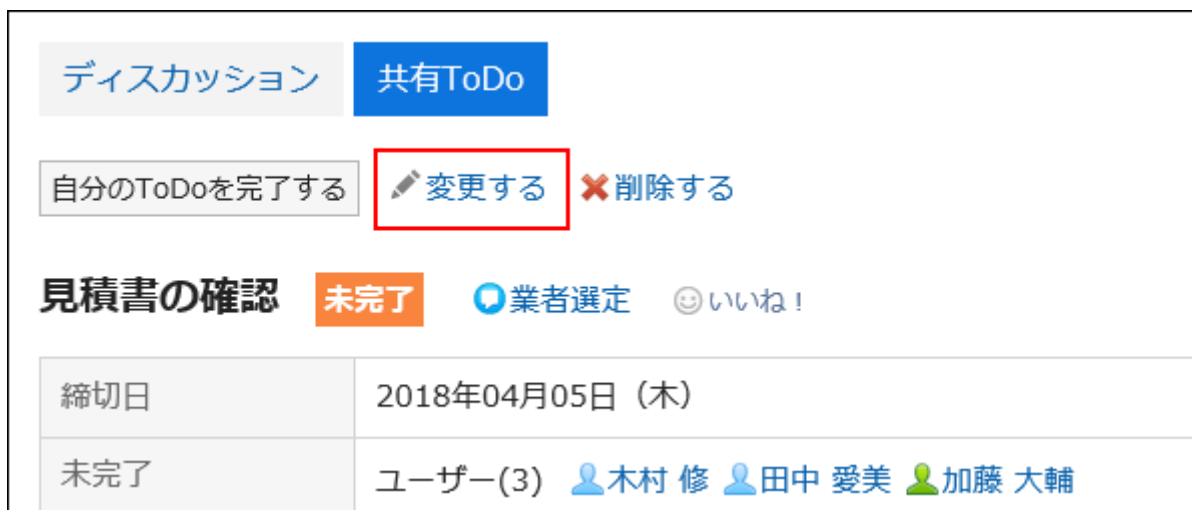 ディスカッション 共有ToDo
自分のToDoを完了する 変更する 削除する
見積書の確認 未完了 業者選定 いいね！
締切日 2018年04月05日（木）
未完了 ユーザー(3) 木村 修 田中 愛美 加藤 大輔